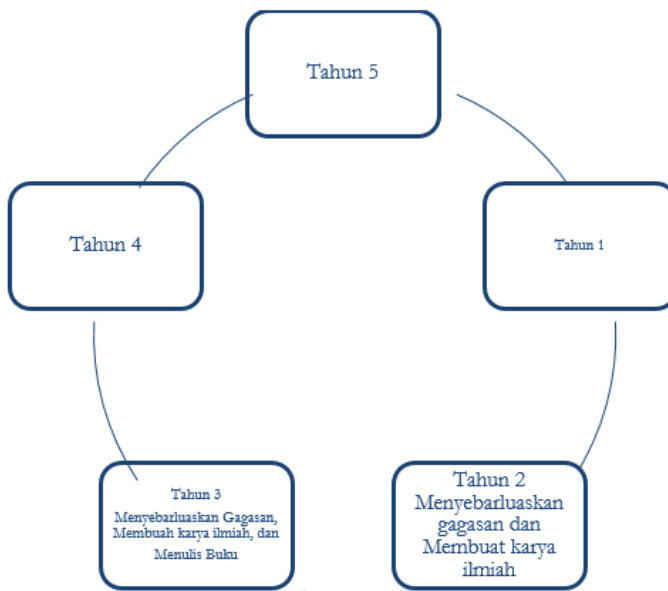 Tahun 5
Tahun 4
Tahun 1
Tahun 3
Menyebarluaskan Gagasan,
Membuah karya ilmiah, dan
Menulis Buku
Tahun 2
Menyebarluaskan
gagasan dan
Membuat karya
ilmiah